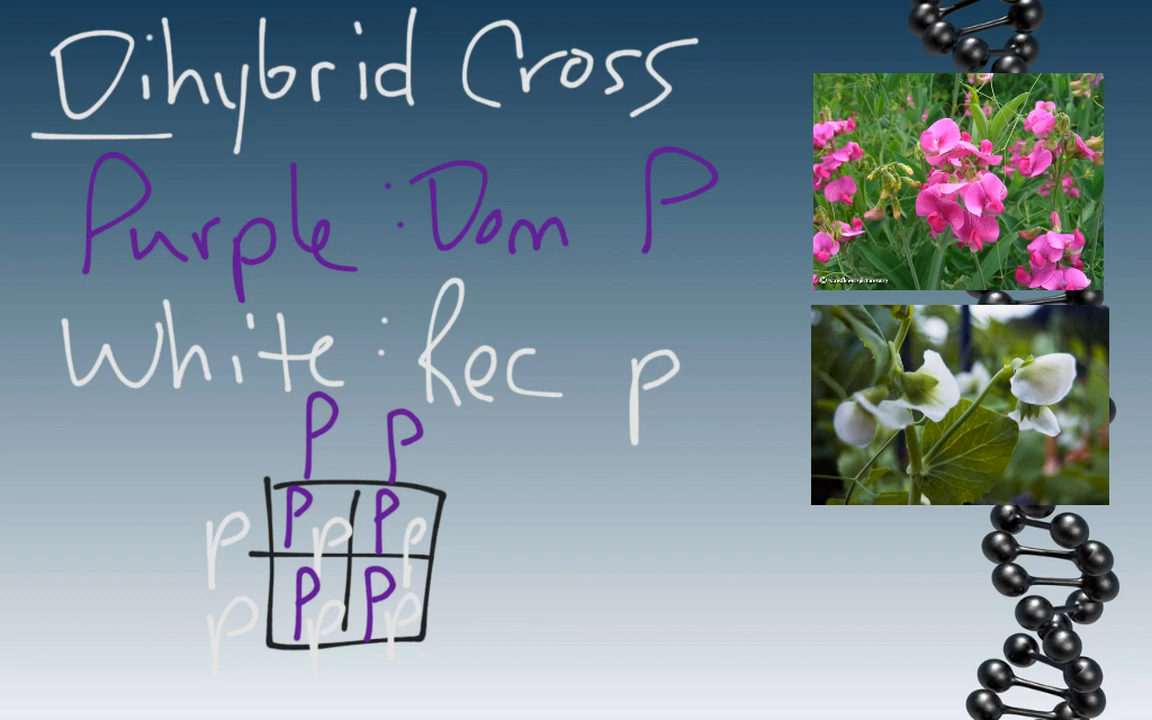 Dihybrid Cross
Purple : Dom P
White : Rec p
P P
p Pp Pp
p Pp Pp